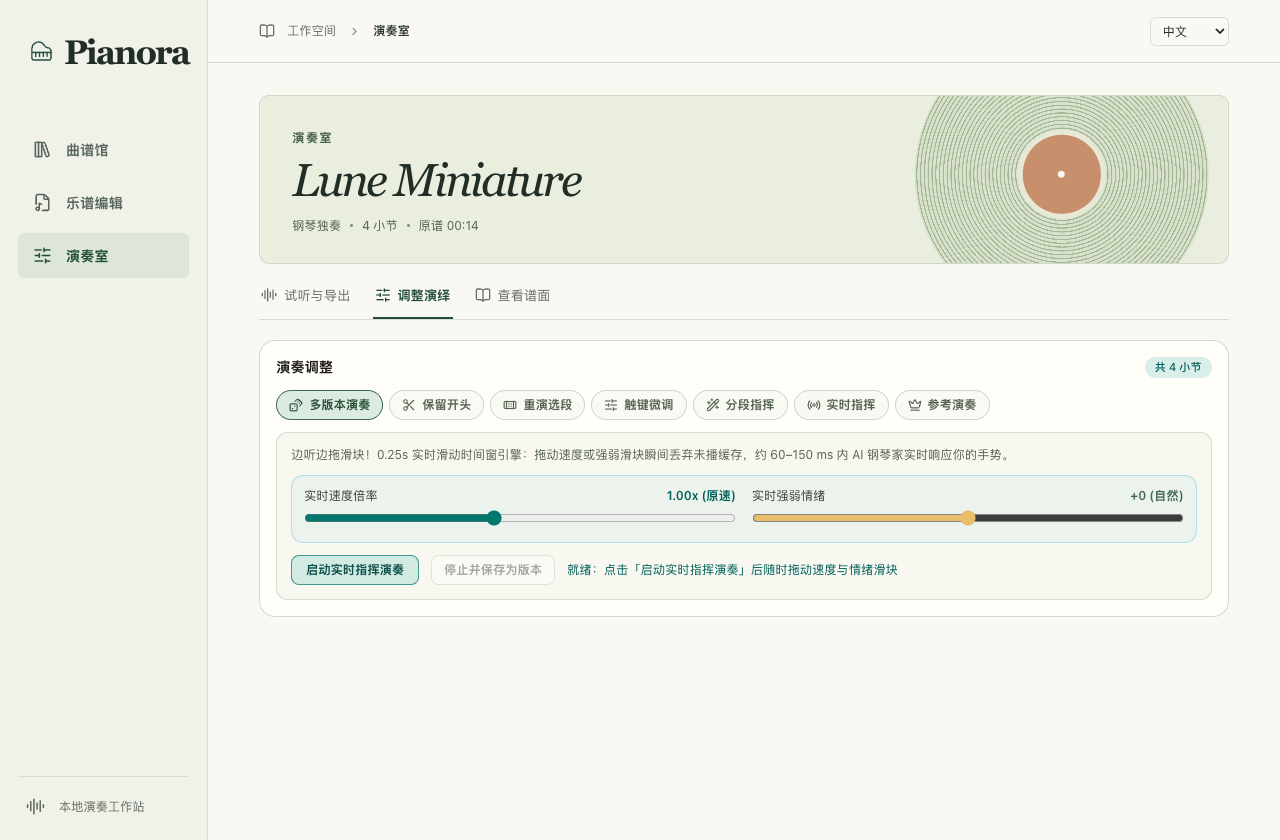 Pianora
工作空间 > 演奏室
中文
曲谱馆
乐谱编辑
演奏室
演奏室
Lune Miniature
钢琴独奏 • 4 小节 • 原谱 00:14
试听与导出 调整演绎 查看谱面
演奏调整
共 4 小节
多版本演奏 保留开头 重演选段 触键微调 分段指挥 实时指挥 参考演奏
边听边拖滑块！0.25s 实时滑动时间窗引擎：拖动速度或强弱滑块瞬间丢弃未播缓存，约 60–150 ms 内 AI 钢琴家实时响应你的手势。
实时速度倍率 1.00x (原速) 实时强弱情绪 +0 (自然)
启动实时指挥演奏 停止并保存为版本 就绪：点击「启动实时指挥演奏」后随时拖动速度与情绪滑块
本地演奏工作站